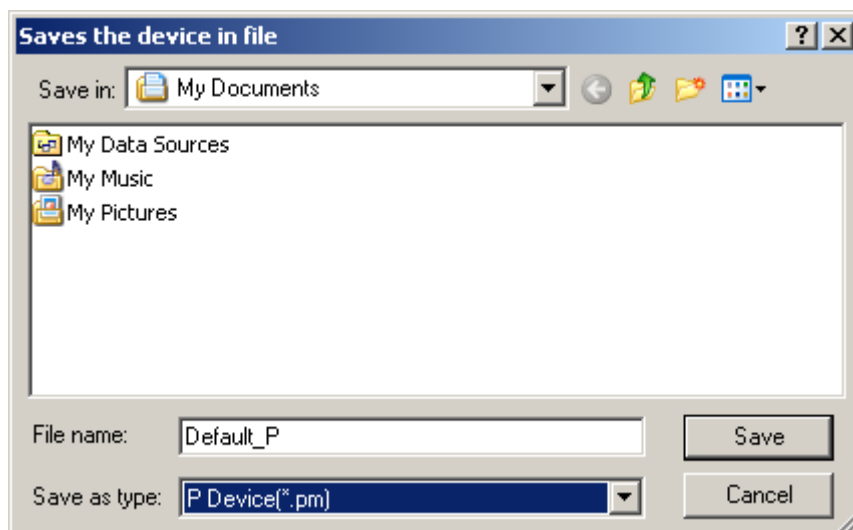 Saves the device in file
Save in: My Documents
My Data Sources
My Music
My Pictures
File name: Default_P Save
Save as type: P Device(*.pm) Cancel